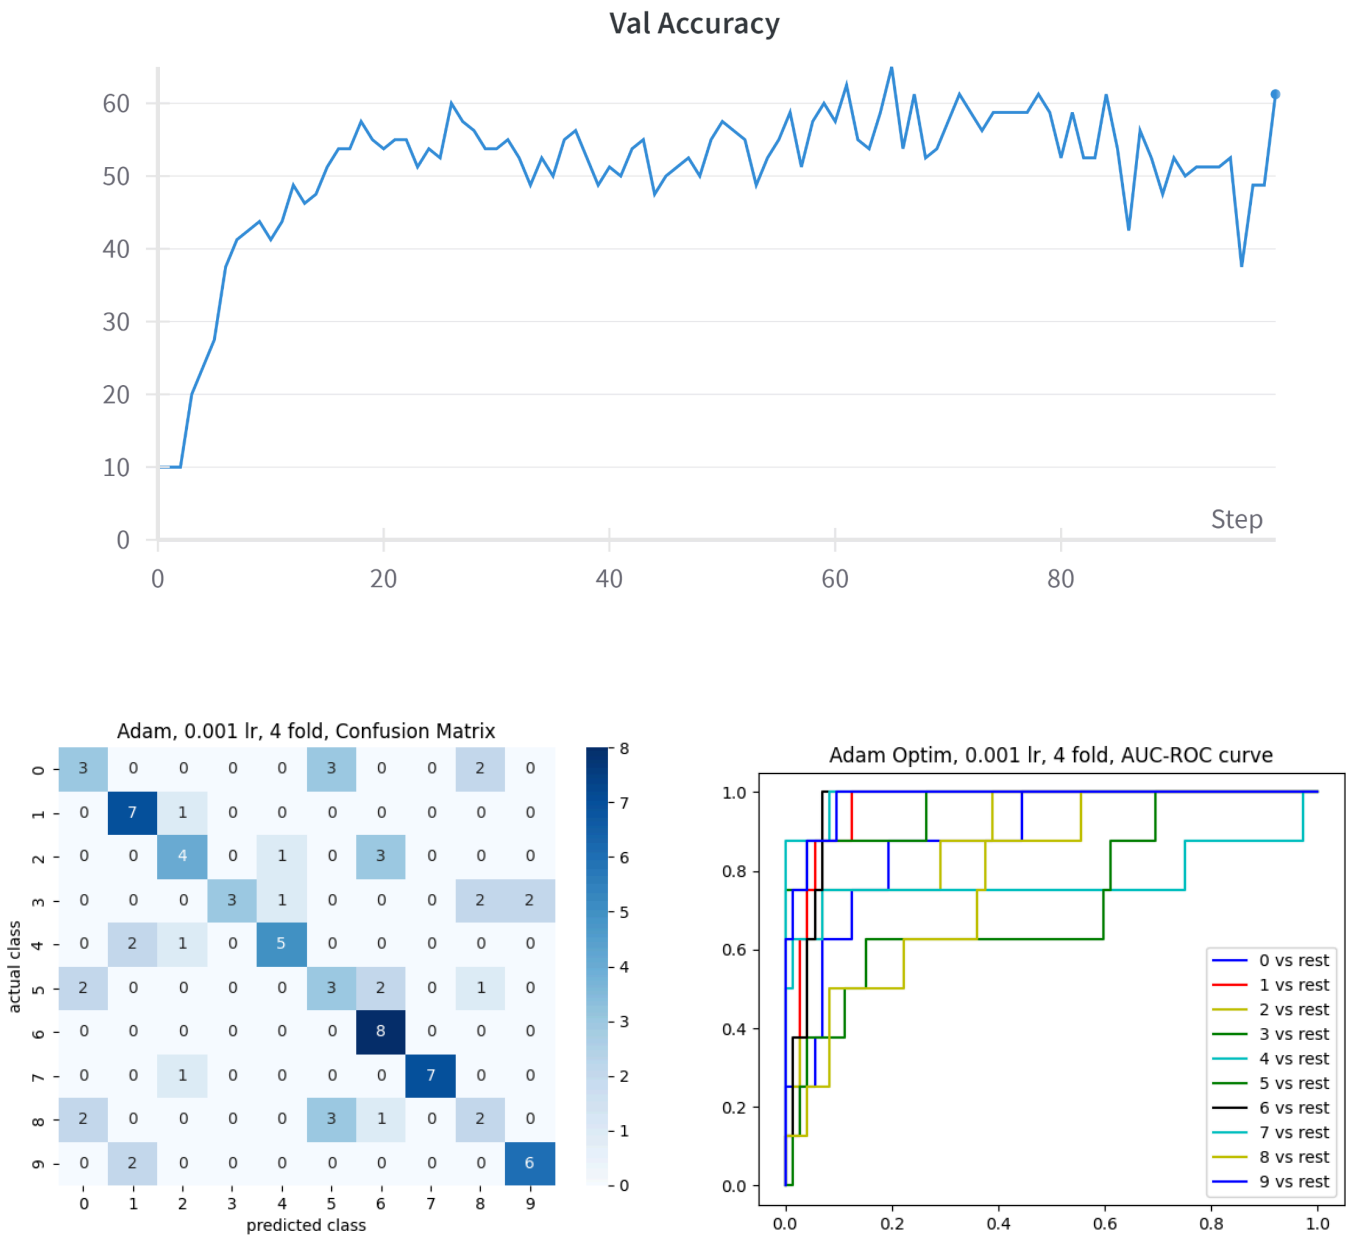 Val Accuracy
60
50
40
30
20
10
0
Step
0 20 40 60 80
Adam, 0.001 lr, 4 fold, Confusion Matrix
actual class
0 3 0 0 0 0 3 0 0 2 0
1 0 7 1 0 0 0 0 0 0 0
2 0 0 4 0 1 0 3 0 0 0
3 0 0 0 3 1 0 0 0 2 2
4 0 2 1 0 5 0 0 0 0 0
5 2 0 0 0 0 3 2 0 1 0
6 0 0 0 0 0 0 8 0 0 0
7 0 0 1 0 0 0 0 7 0 0
8 2 0 0 0 0 3 1 0 2 0
9 0 2 0 0 0 0 0 0 0 6
0 1 2 3 4 5 6 7 8 9
predicted class
8
7
6
5
4
3
2
1
0
Adam Optim, 0.001 lr, 4 fold, AUC-ROC curve
1.0
0.8
0.6
0.4
0.2
0.0
0 vs rest
1 vs rest
2 vs rest
3 vs rest
4 vs rest
5 vs rest
6 vs rest
7 vs rest
8 vs rest
9 vs rest
0.0 0.2 0.4 0.6 0.8 1.0